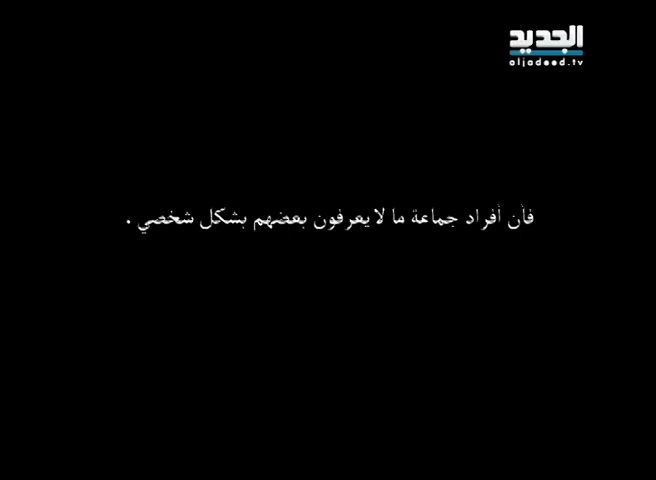 الجديد
aljadeed.tv
فأن أفراد جماعة ما لا يعرفون بعضهم بشكل شخصي .